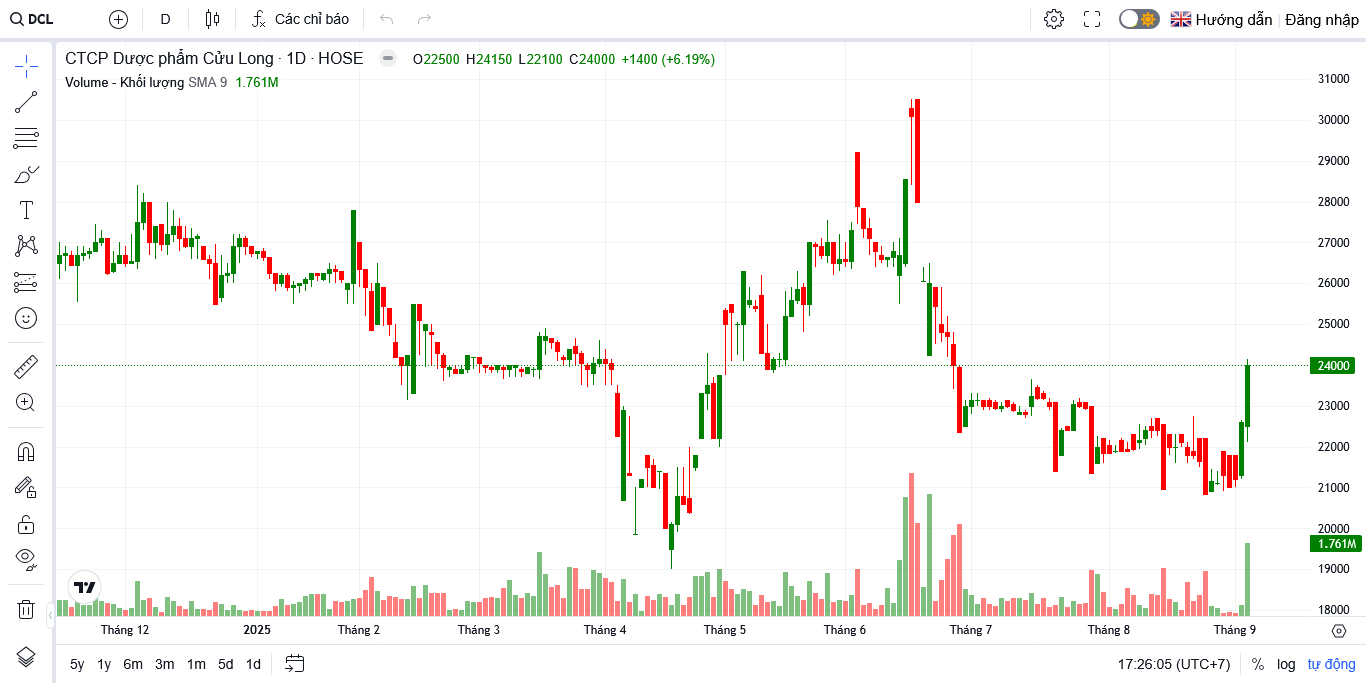 DCL D Các chỉ báo Hướng dẫn Đăng nhập
CTCP Dược phẩm Cửu Long · 1D · HOSE O22500 H24150 L22100 C24000 +1400 (+6.19%)
Volume - Khối lượng SMA 9 1.761M
31000
30000
29000
28000
27000
26000
25000
24000
23000
22000
21000
20000
1.761M
19000
18000
Tháng 12 2025 Tháng 2 Tháng 3 Tháng 4 Tháng 5 Tháng 6 Tháng 7 Tháng 8 Tháng 9
5y 1y 6m 3m 1m 5d 1d 17:26:05 (UTC+7) % log tự động